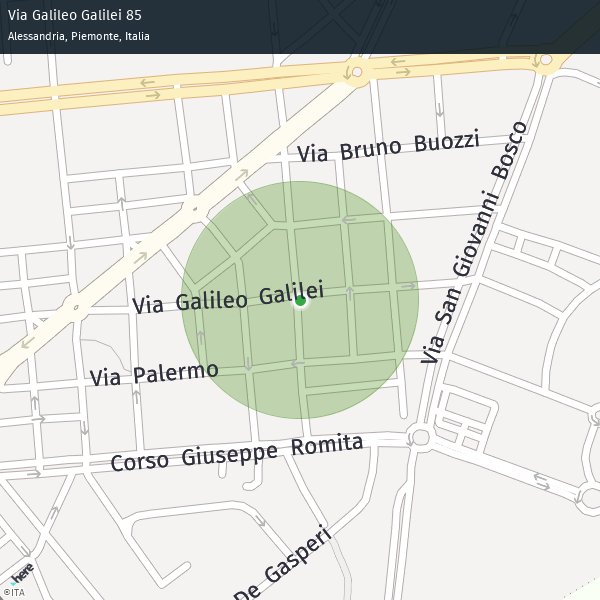 Via Galileo Galilei 85
Alessandria, Piemonte, Italia
Via Bruno Buozzi
Via San Giovanni Bosco
Via Galileo Galilei
Via Palermo
Corso Giuseppe Romita
De Gasperi
here
©ITA